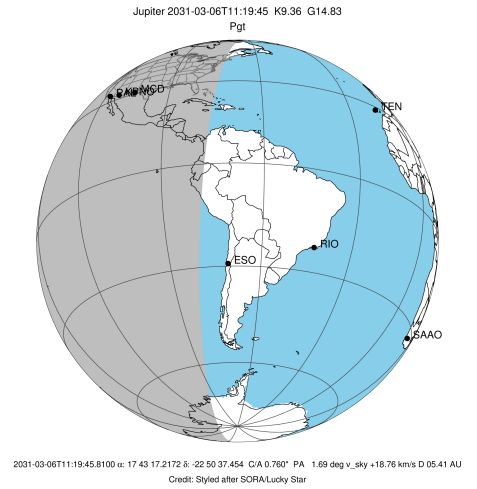 Jupiter 2031-03-06T11:19:45 K9.36 G14.83
Pgt
MCD
TEN
RIO
ESO
SAAO
2031-03-06T11:19:45.8100 α: 17 43 17.2172 δ: -22 50 37.454 C/A 0.760" PA 1.69 deg v_sky +18.76 km/s D 05.41 AU
Credit: Styled after SORA/Lucky Star